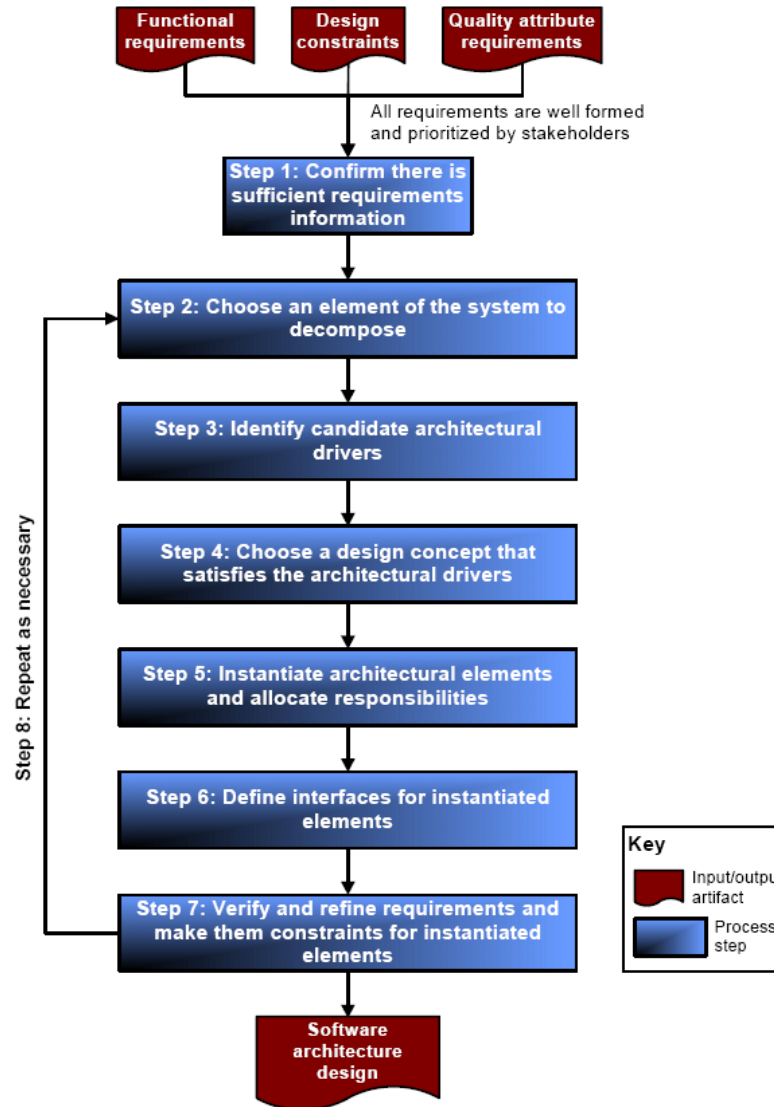 Functional
requirements
Design
constraints
Quality attribute
requirements
All requirements are well formed
and prioritized by stakeholders
Step 1: Confirm there is
sufficient requirements
information
Step 2: Choose an element of the system to
decompose
Step 3: Identify candidate architectural
drivers
Step 4: Choose a design concept that
satisfies the architectural drivers
Step 5: Instantiate architectural elements
and allocate responsibilities
Step 6: Define interfaces for instantiated
elements
Step 7: Verify and refine requirements and
make them constraints for instantiated
elements
Step 8: Repeat as necessary
Software
architecture
design
Key
Input/output
artifact
Process
step